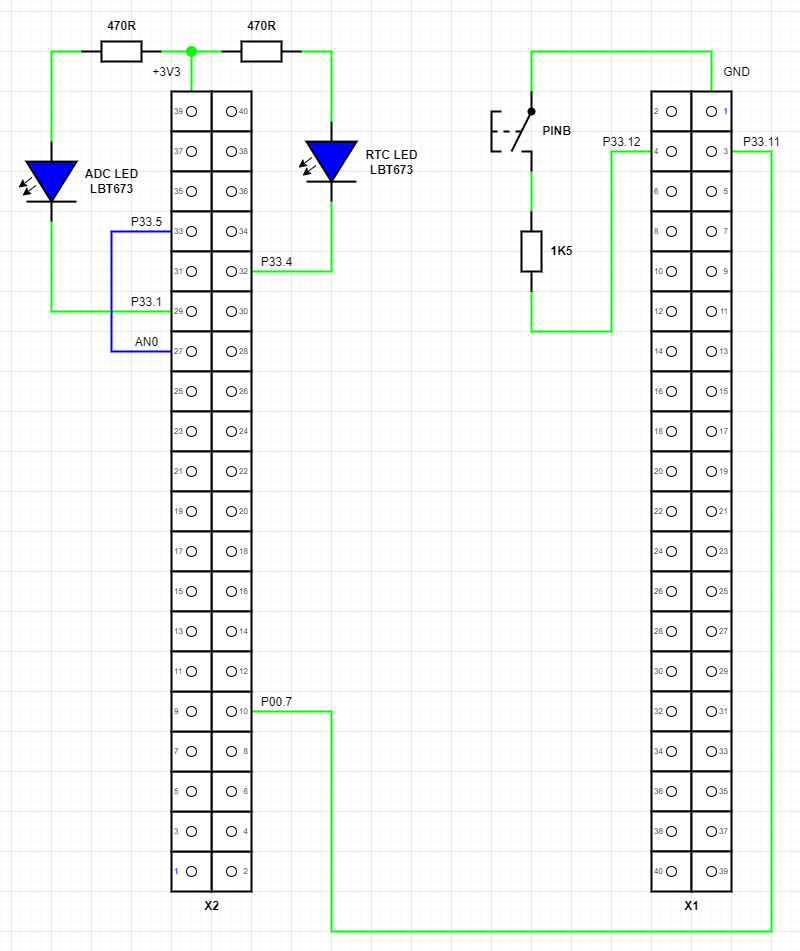 470R
470R
+3V3
GND
39 40
2 1
PINB
P33.12
P33.11
37 38
4 3
RTC LED
LBT673
ADC LED
LBT673
35 36
6 5
P33.5
33 34
8 7
1K5
P33.4
31 32
10 9
P33.1
29 30
12 11
AN0
27 28
14 13
25 26
16 15
23 24
18 17
21 22
20 19
19 20
22 21
17 18
24 23
15 16
26 25
13 14
28 27
11 12
30 29
P00.7
9 10
32 31
7 8
34 33
5 6
36 35
3 4
38 37
1 2
40 39
X2
X1